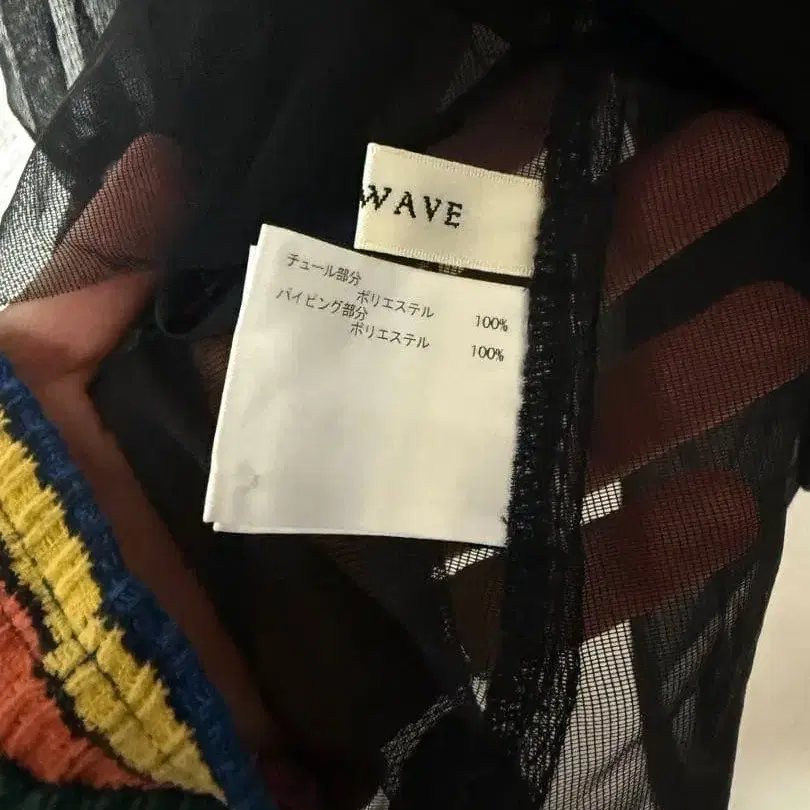 WAVE
チュール部分
ポリエステル 100%
パイピング部分
ポリエステル 100%